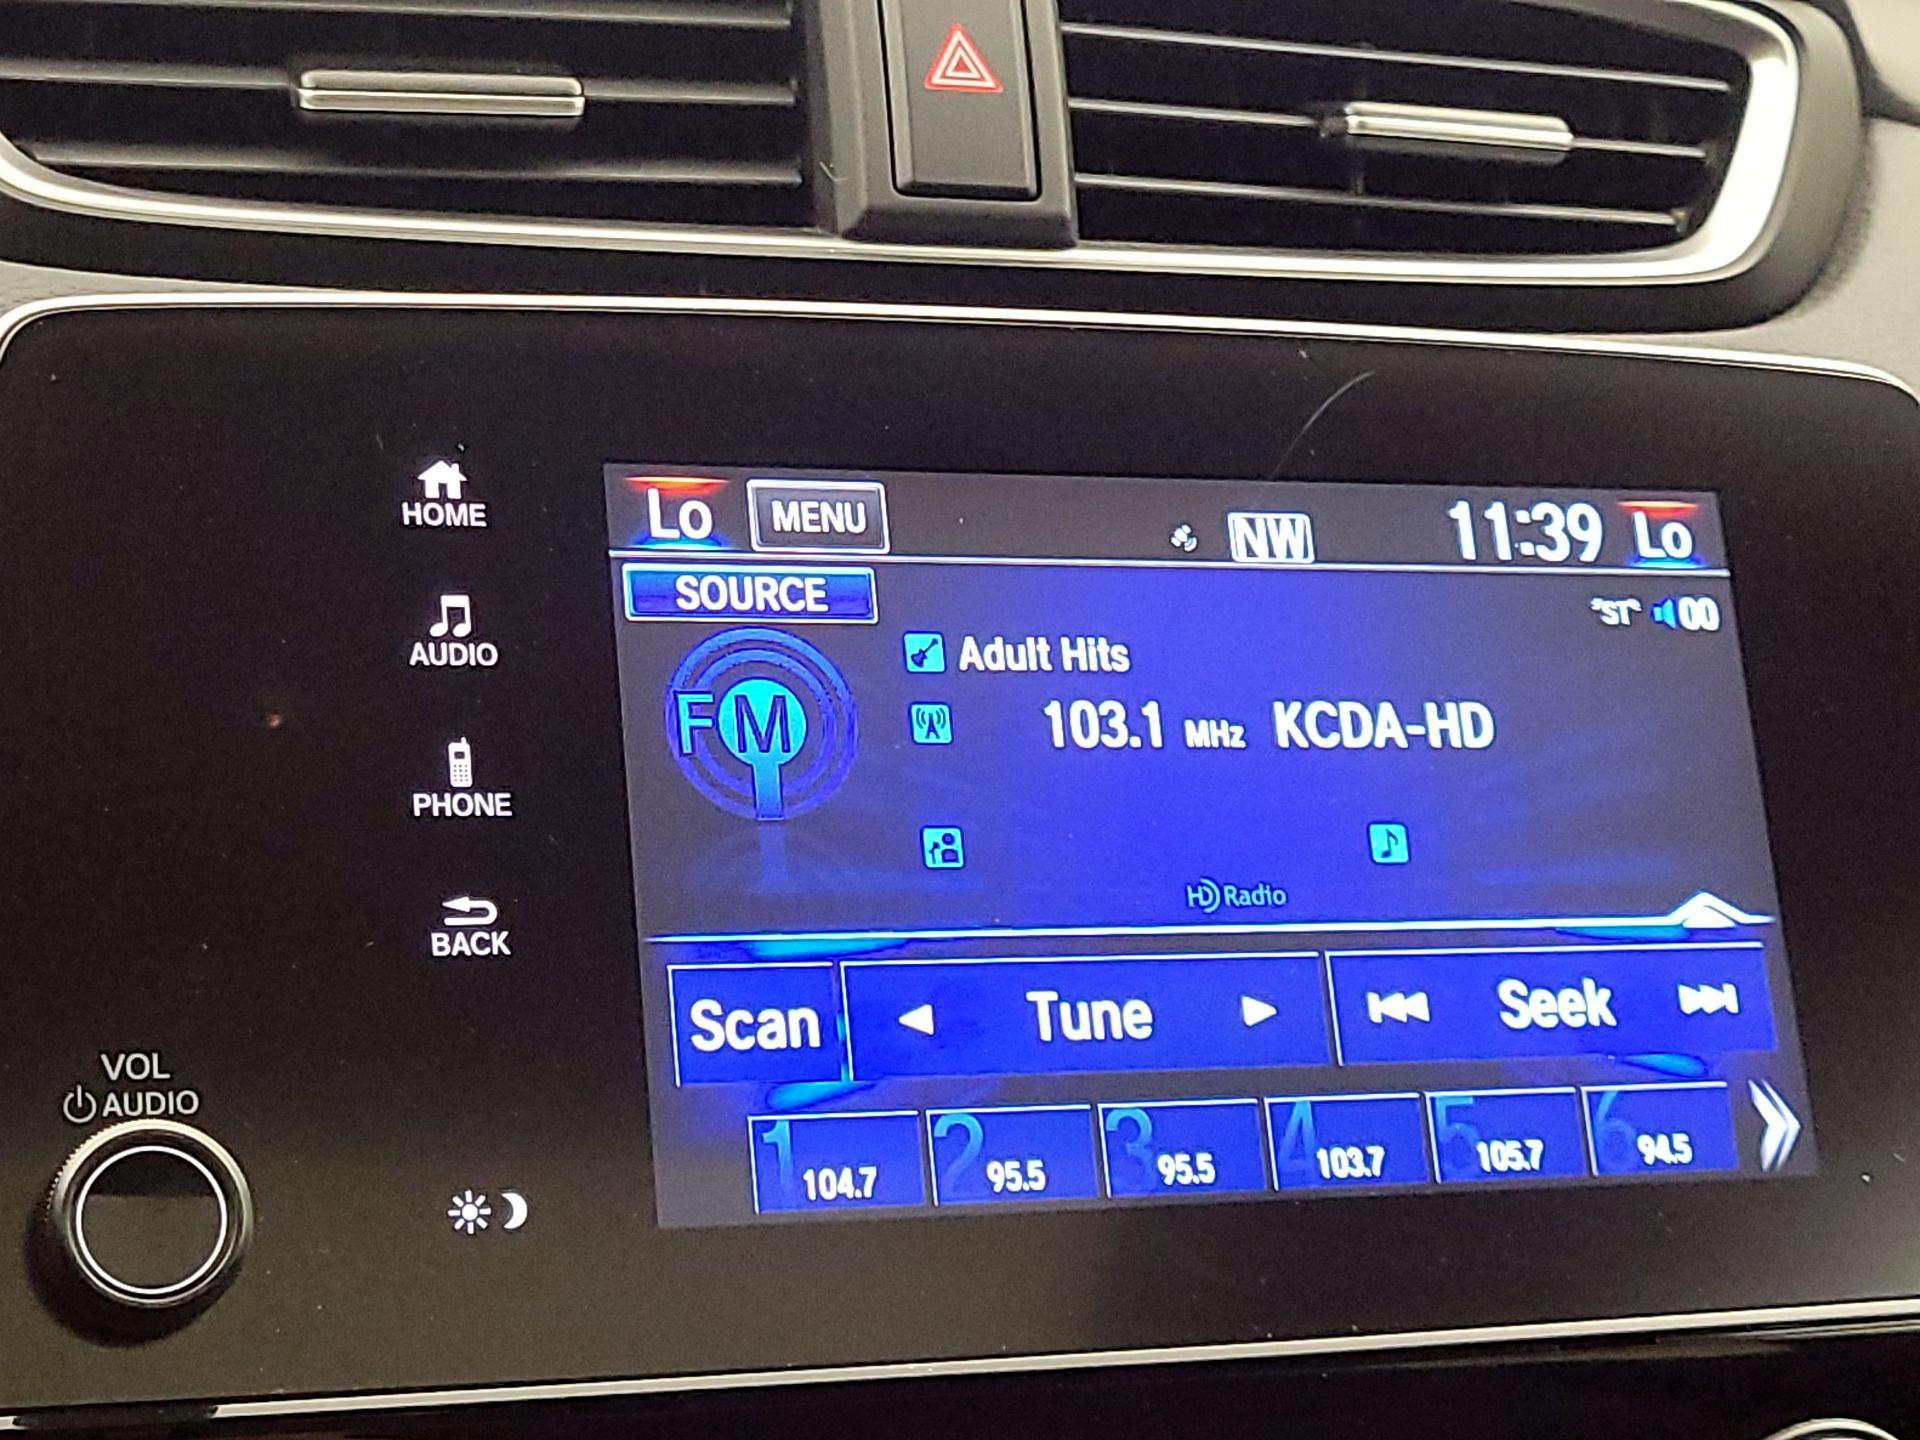 HOME
AUDIO
PHONE
BACK
VOL
AUDIO
Lo MENU NW 11:39 Lo
SOURCE
"ST" 00
FM
Adult Hits
103.1 MHz KCDA-HD
HD Radio
Scan Tune Seek
1 104.7 2 95.5 3 95.5 4 103.7 5 105.7 6 94.5